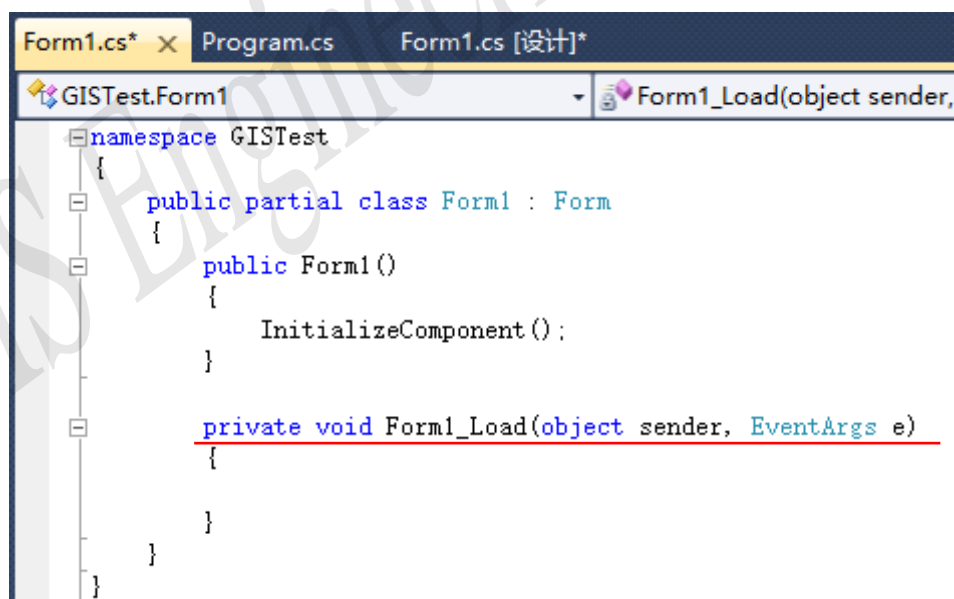 Form1.cs* × Program.cs Form1.cs [设计]*
GISTest.Form1 Form1_Load(object sender,
namespace GISTest
{
public partial class Form1 : Form
{
public Form1()
{
InitializeComponent();
}
private void Form1_Load(object sender, EventArgs e)
{
}
}
}